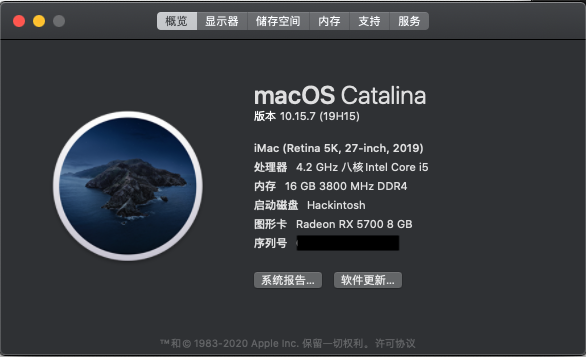 概览 显示器 储存空间 内存 支持 服务
macOS Catalina
版本 10.15.7 (19H15)
iMac (Retina 5K, 27-inch, 2019)
处理器 4.2 GHz 八核Intel Core i5
内存 16 GB 3800 MHz DDR4
启动磁盘 Hackintosh
图形卡 Radeon RX 5700 8 GB
序列号
系统报告... 软件更新...
™和© 1983-2020 Apple Inc. 保留一切权利。许可协议